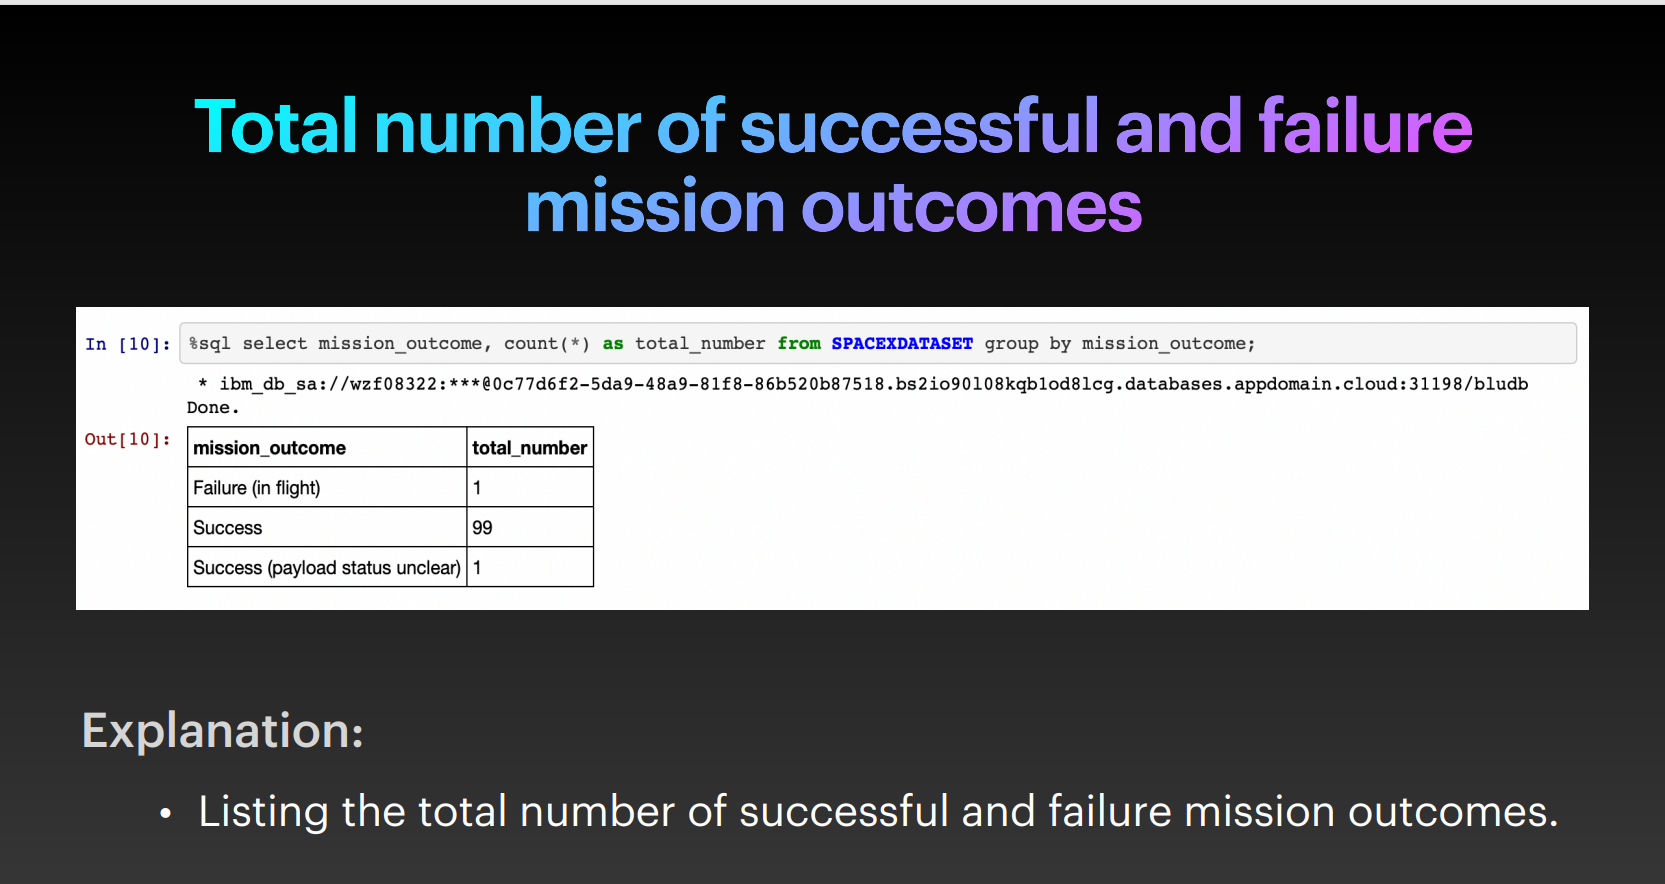 Total number of successful and failure
mission outcomes
In [10]: %sql select mission_outcome, count(*) as total_number from SPACEXDATASET group by mission_outcome;
* ibm_db_sa://wzf08322:***@0c77d6f2-5da9-48a9-81f8-86b520b87518.bs2io90l08kqb1od8lcg.databases.appdomain.cloud:31198/bludb
Done.
Out[10]:
mission_outcome total_number
Failure (in flight) 1
Success 99
Success (payload status unclear) 1
Explanation:
• Listing the total number of successful and failure mission outcomes.